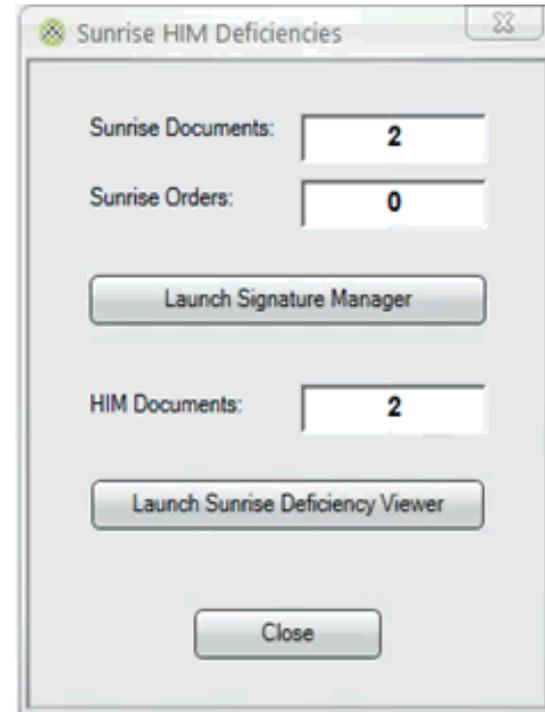 Sunrise HIM Deficiencies
Sunrise Documents: 2
Sunrise Orders: 0
Launch Signature Manager
HIM Documents: 2
Launch Sunrise Deficiency Viewer
Close